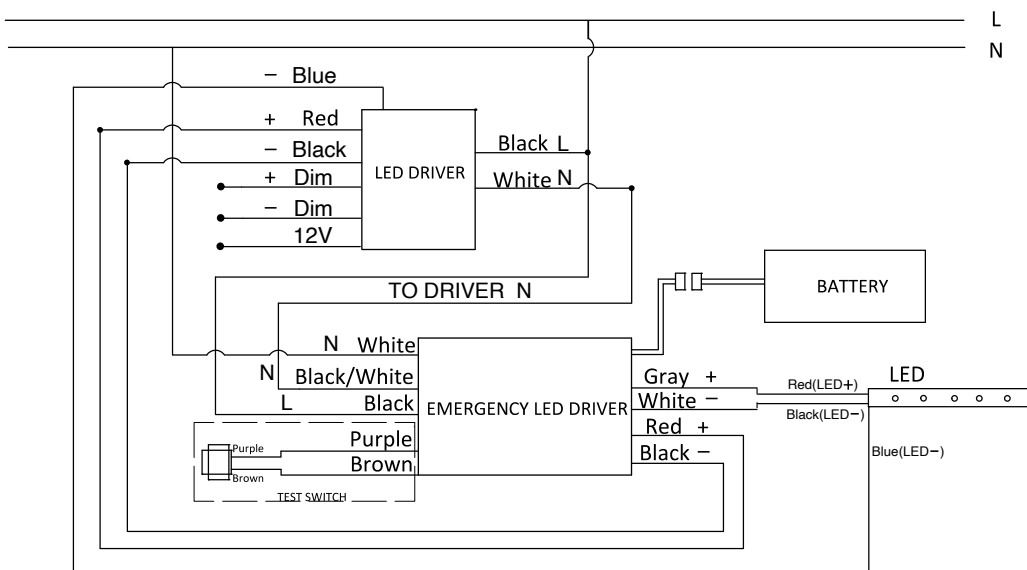 L
N
− Blue
+ Red
− Black
+ Dim
− Dim
12V
LED DRIVER
Black L
White N
TO DRIVER N
BATTERY
N White
N Black/White
L Black
Purple
Brown
Purple
Brown
TEST SWITCH
EMERGENCY LED DRIVER
Gray +
White −
Red +
Black −
Red(LED+)
Black(LED−)
LED
Blue(LED−)